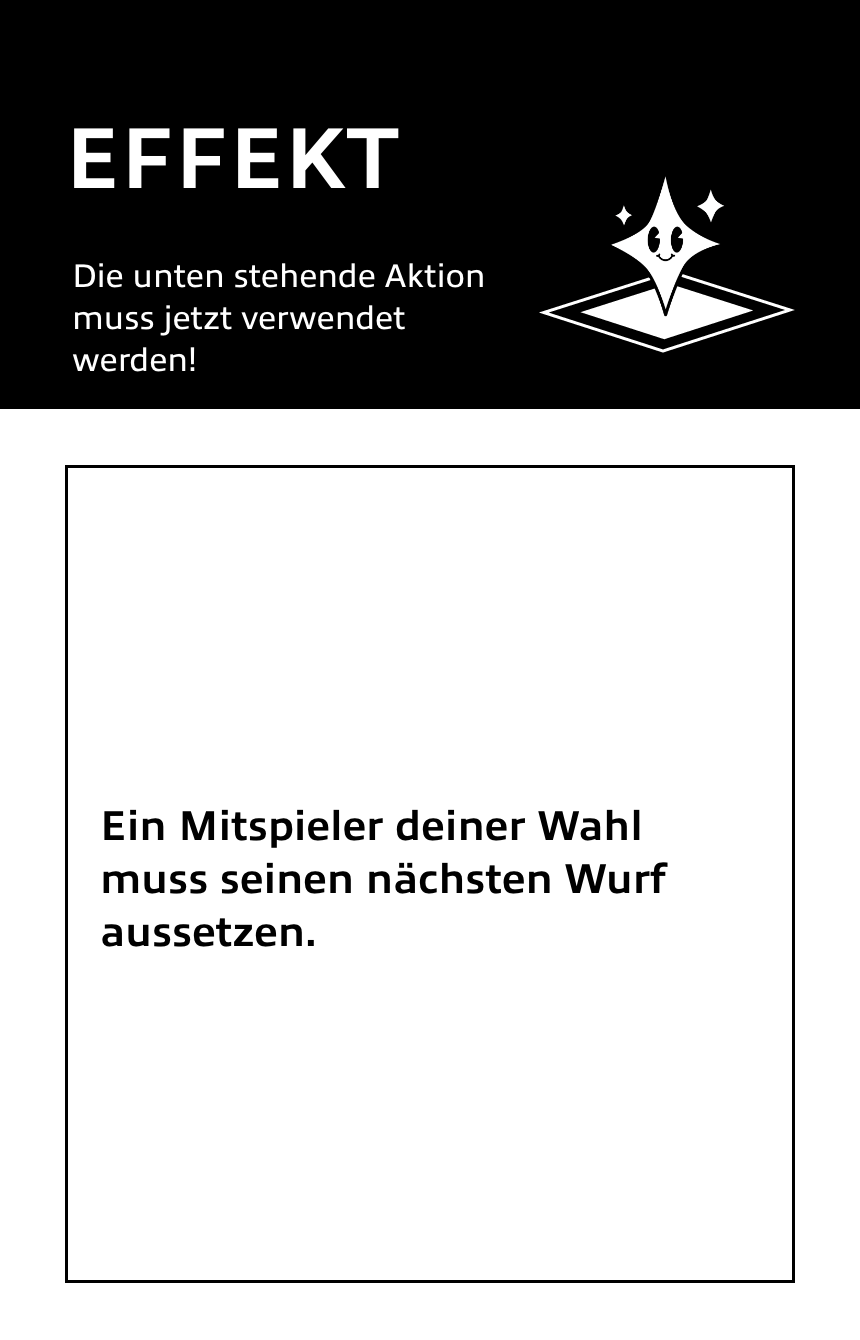 EFFEKT
Die unten stehende Aktion
muss jetzt verwendet
werden!
Ein Mitspieler deiner Wahl
muss seinen nächsten Wurf
aussetzen.